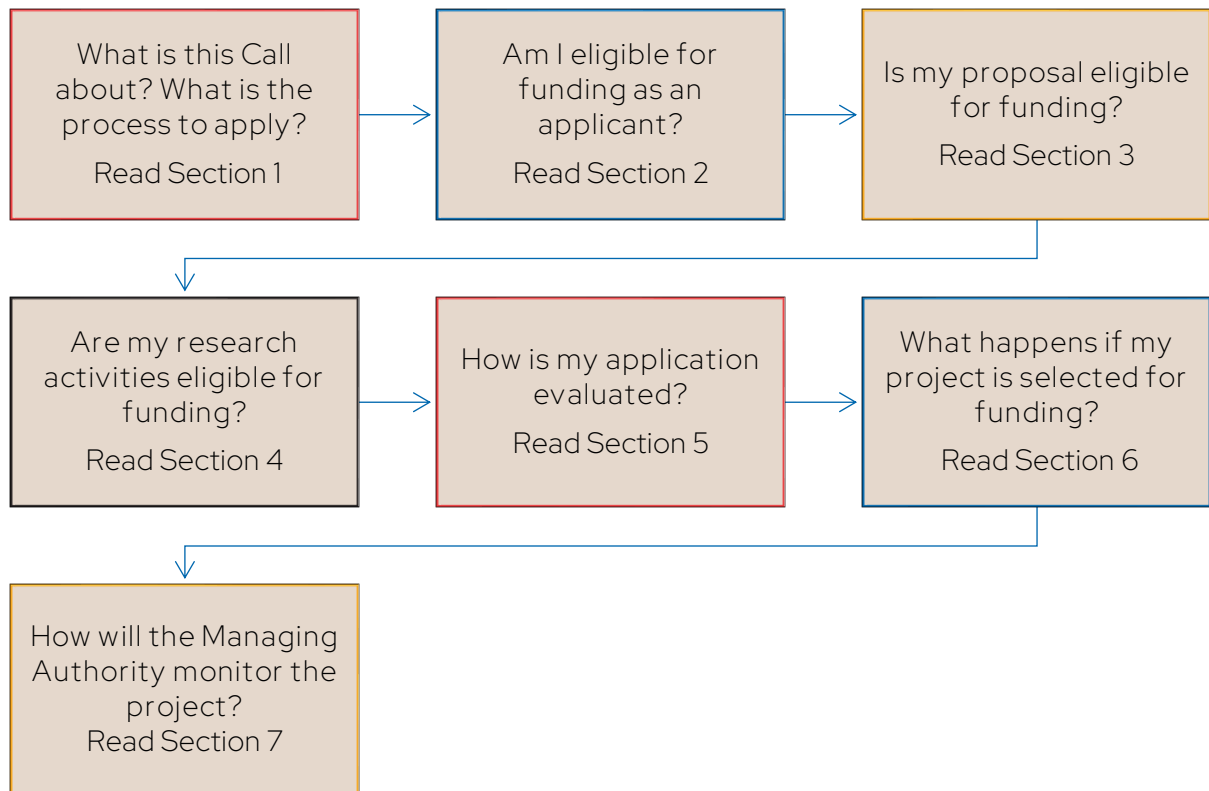 What is this Call
about? What is the
process to apply?
Read Section 1
Am I eligible for
funding as an
applicant?
Read Section 2
Is my proposal eligible
for funding?
Read Section 3
Are my research
activities eligible for
funding?
Read Section 4
How is my application
evaluated?
Read Section 5
What happens if my
project is selected for
funding?
Read Section 6
How will the Managing
Authority monitor the
project?
Read Section 7